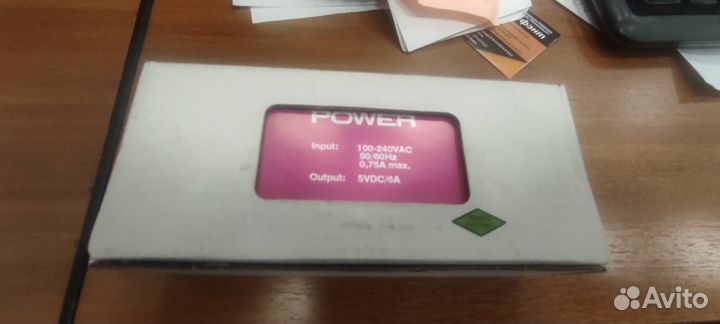 POWER
Input: 100-240VAC
50/60Hz
0,75A max.
Output: 5VDC/6A
Avito